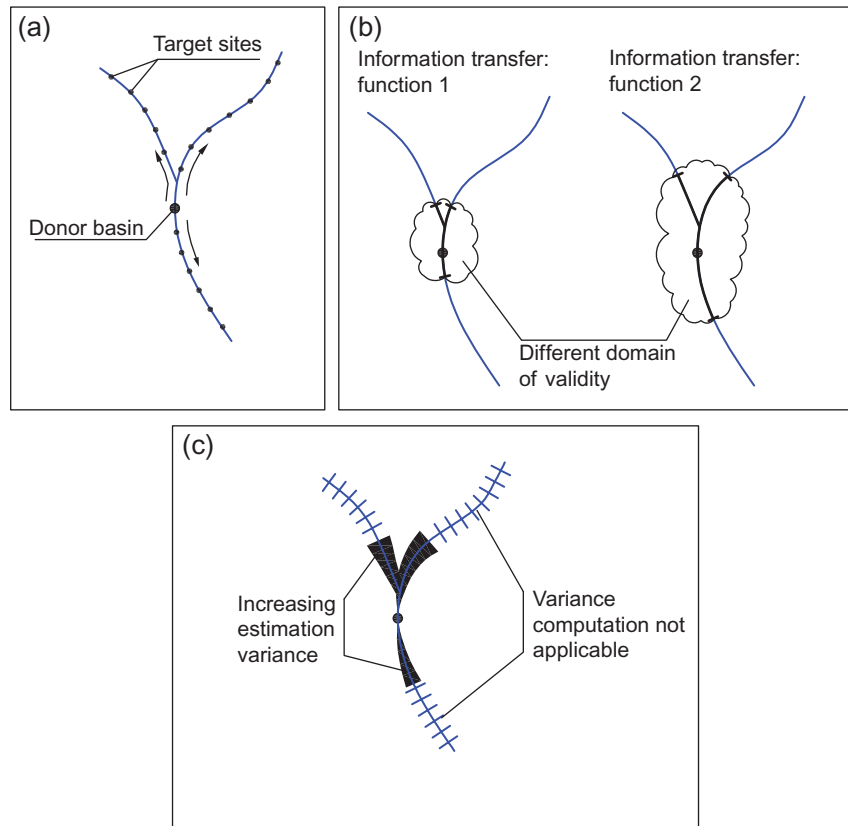 (a)
Target sites
Donor basin
(b)
Information transfer:
function 1
Information transfer:
function 2
Different domain
of validity
(c)
Increasing
estimation
variance
Variance
computation not
applicable